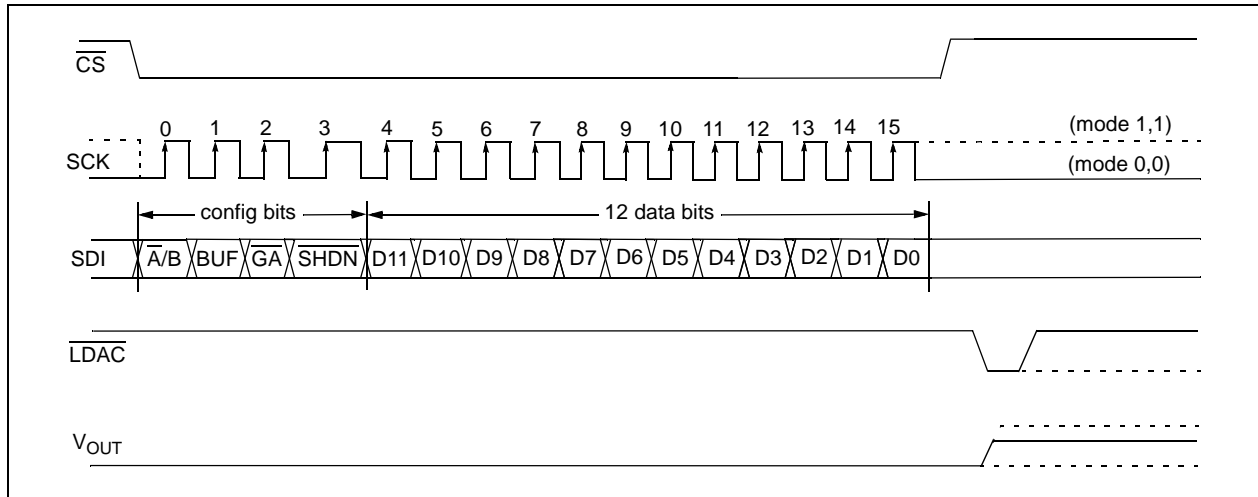 CS
0 1 2 3 4 5 6 7 8 9 10 11 12 13 14 15
(mode 1,1)
SCK
(mode 0,0)
config bits
12 data bits
SDI
A/B BUF GA SHDN D11 D10 D9 D8 D7 D6 D5 D4 D3 D2 D1 D0
LDAC
VOUT